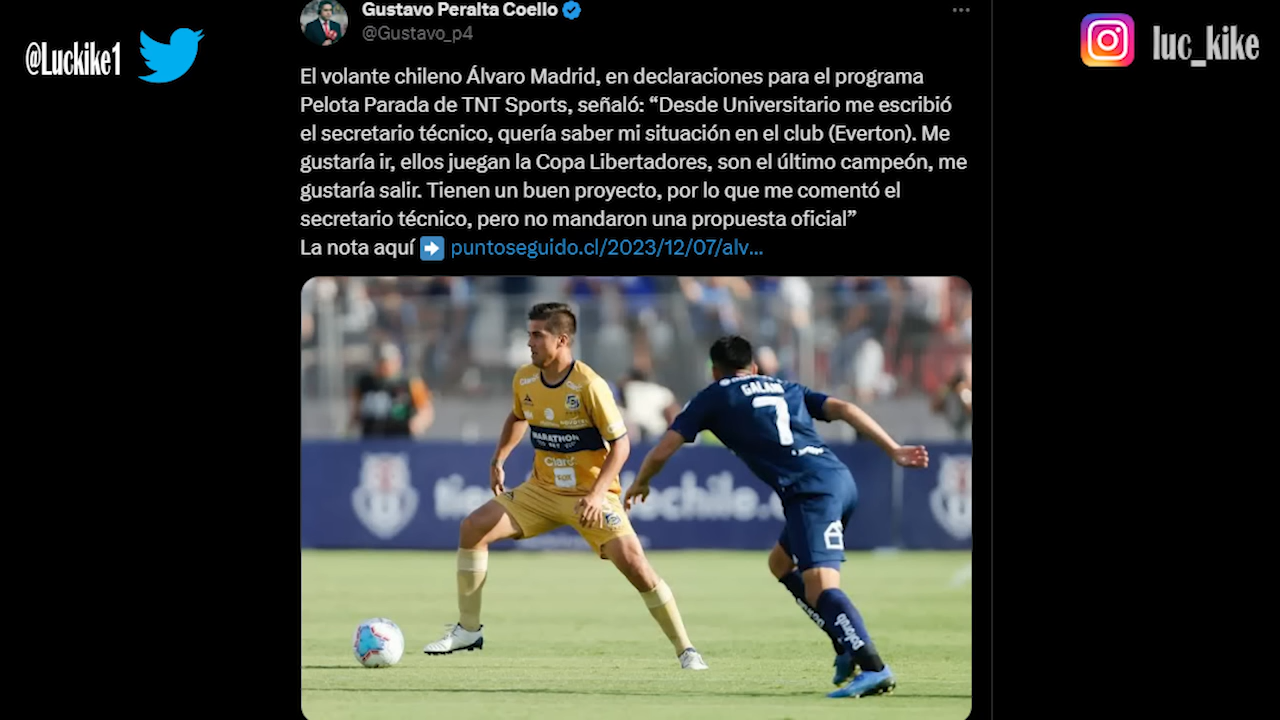 @Luckike1
luc_kike
Gustavo Peralta Coello
@Gustavo_p4
El volante chileno Álvaro Madrid, en declaraciones para el programa
Pelota Parada de TNT Sports, señaló: “Desde Universitario me escribió
el secretario técnico, quería saber mi situación en el club (Everton). Me
gustaría ir, ellos juegan la Copa Libertadores, son el último campeón, me
gustaría salir. Tienen un buen proyecto, por lo que me comentó el
secretario técnico, pero no mandaron una propuesta oficial”
La nota aquí ➡ puntoseguido.cl/2023/12/07/alv...
MARATHON
Claro
7